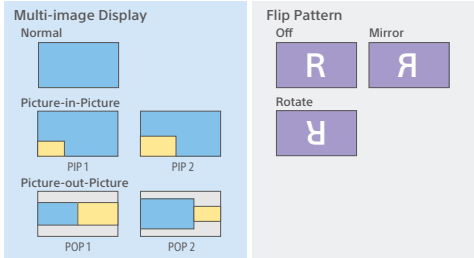 Multi-image Display
Normal
Picture-in-Picture
PIP 1
PIP 2
Picture-out-Picture
POP 1
POP 2
Flip Pattern
Off
Mirror
R
Я
Rotate
ᴚ